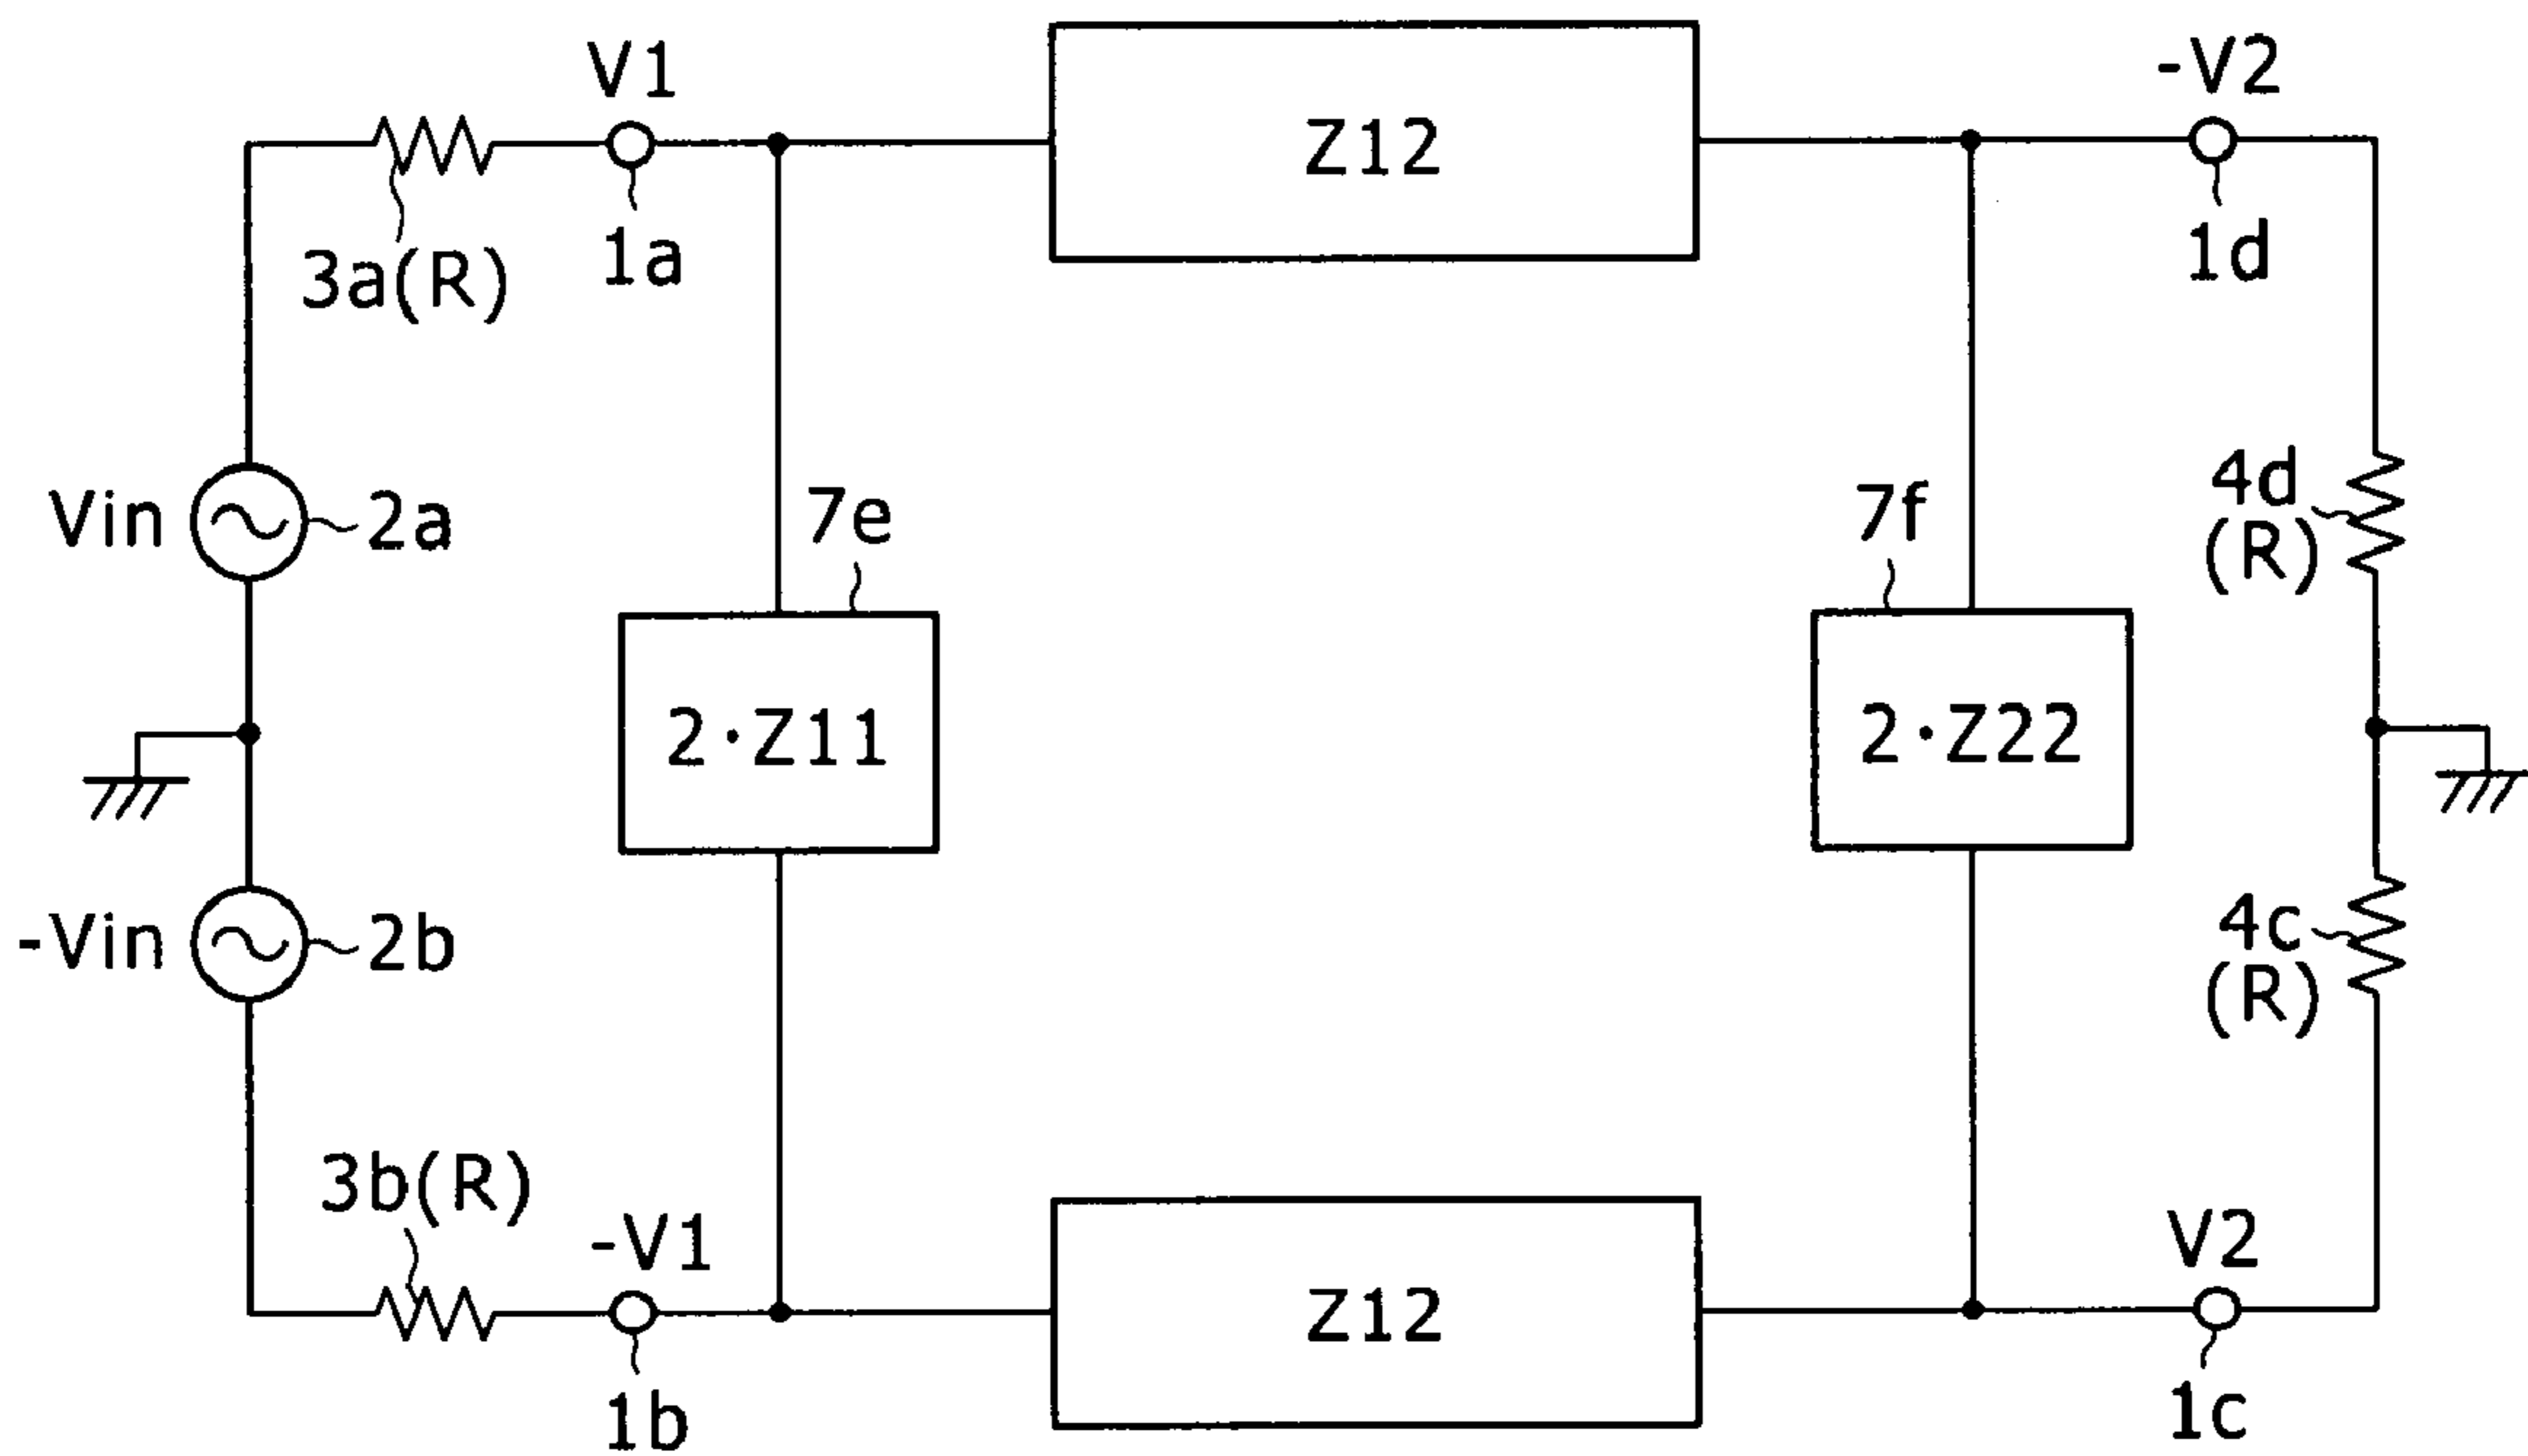 V1
-V2
Z12
1a
1d
3a(R)
4d
(R)
Vin
2a
7e
7f
2·Z11
2·Z22
-Vin
2b
4c
(R)
3b(R)
-V1
V2
Z12
1b
1c